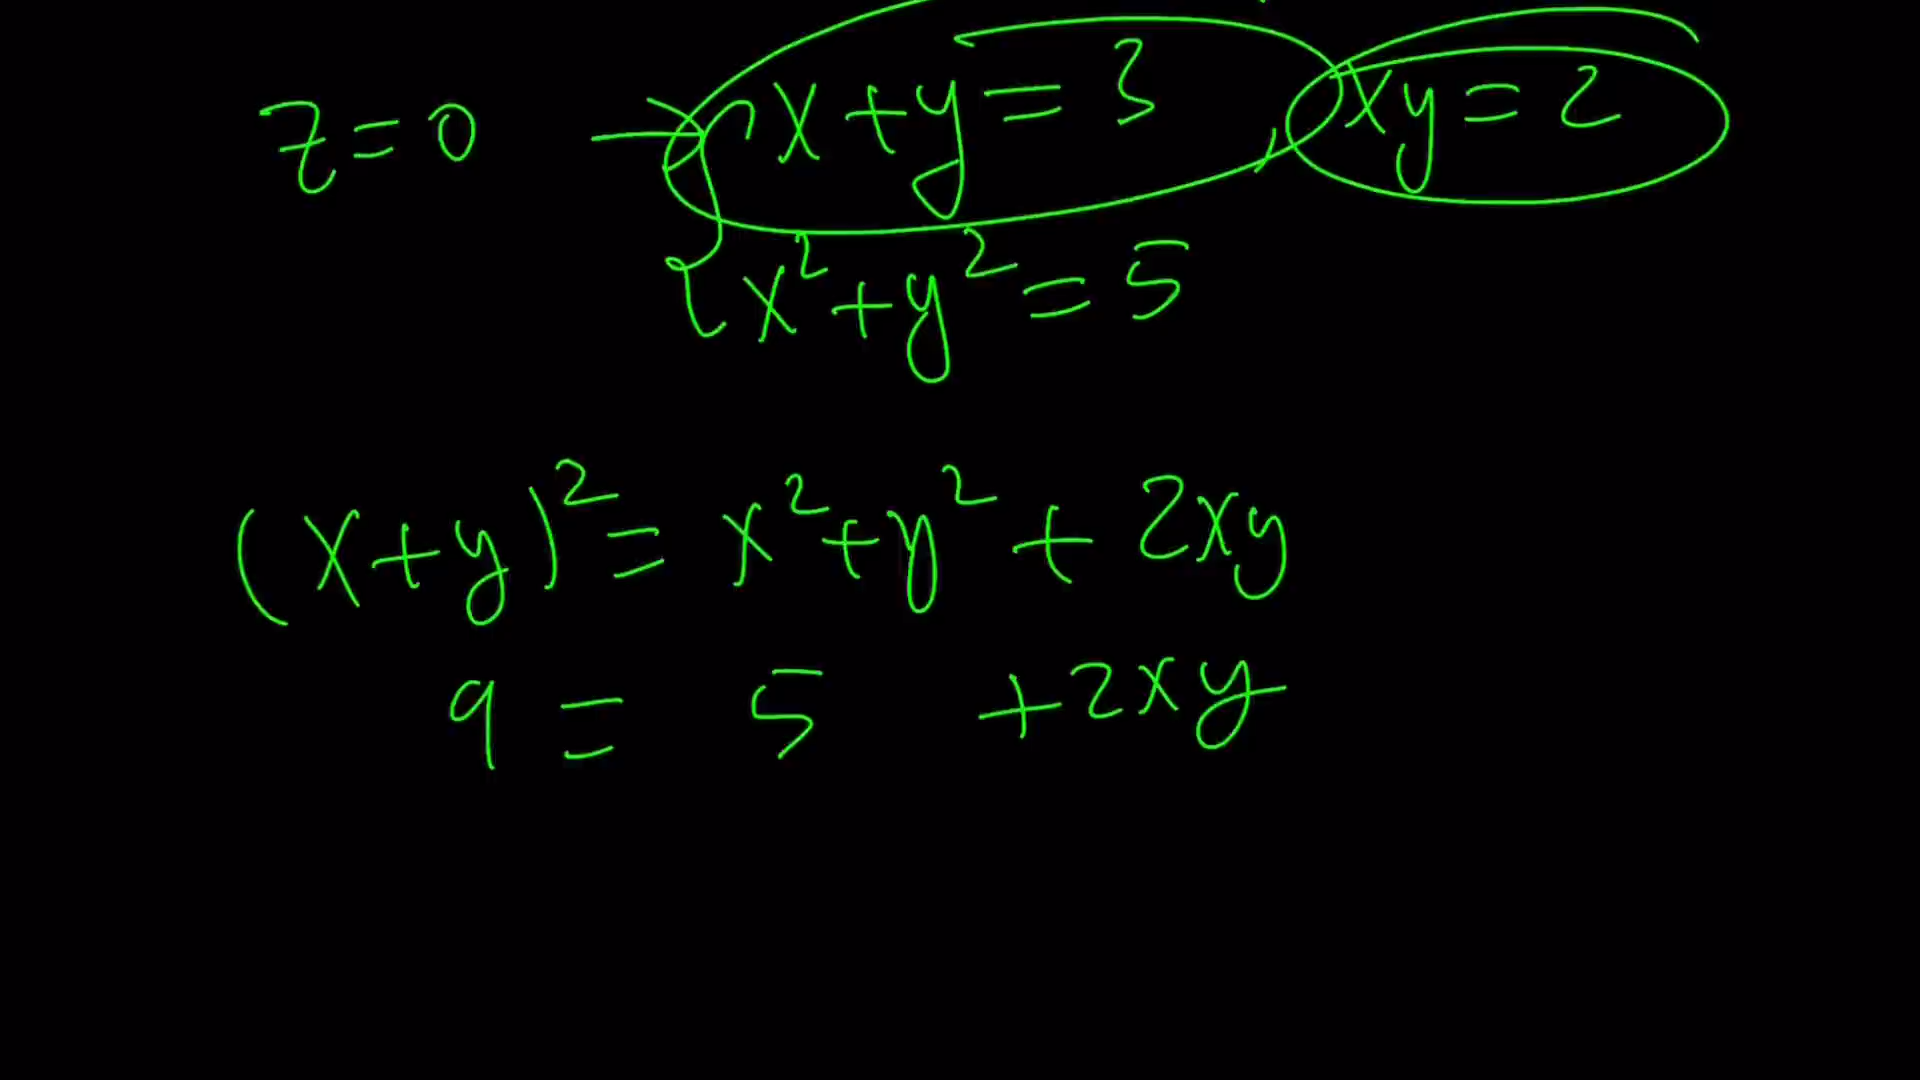 z=0 → x+y=3, xy=2
x²+y²=5
(x+y)²=x²+y²+2xy
9=5+2xy